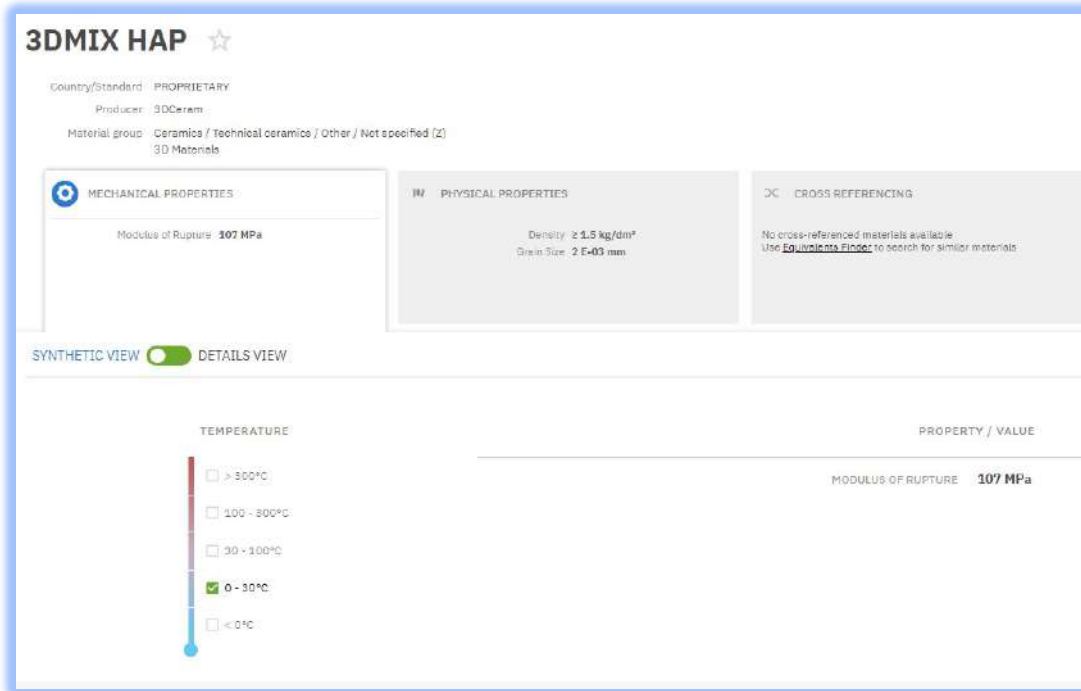 3DMIX HAP
Country/Standard PROPRIETARY
Producer 3DCeram
Material group Ceramics / Technical ceramics / Other / Not specified (Z)
3D Materials
MECHANICAL PROPERTIES
Modulus of Rupture 107 MPa
PHYSICAL PROPERTIES
Density ≥ 1.5 kg/dm³
Grain Size 2 E-03 mm
CROSS REFERENCING
No cross-referenced materials available
Use Equivalents Finder to search for similar materials
SYNTHETIC VIEW DETAILS VIEW
TEMPERATURE
> 300°C
100 - 300°C
30 - 100°C
0 - 30°C
< 0°C
PROPERTY / VALUE
MODULUS OF RUPTURE 107 MPa